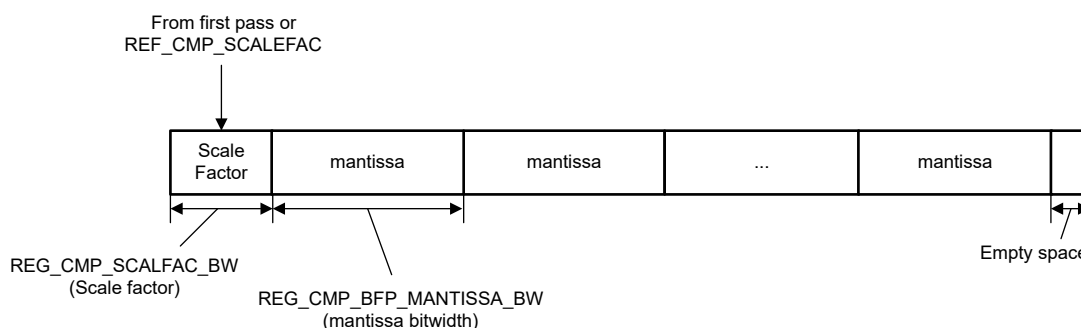 From first pass or
REF_CMP_SCALEFAC
Scale
Factor
mantissa
mantissa
...
mantissa
REG_CMP_SCALFAC_BW
(Scale factor)
REG_CMP_BFP_MANTISSA_BW
(mantissa bitwidth)
Empty space